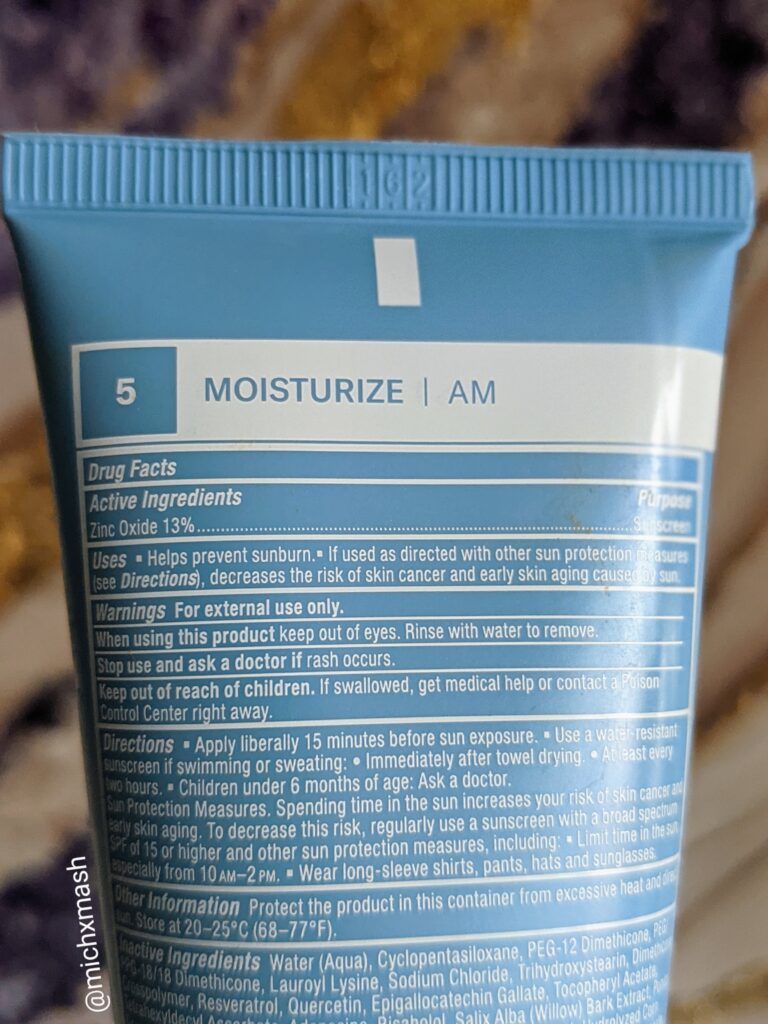 162
5 MOISTURIZE | AM
Drug Facts
Active Ingredients Purpose
Zinc Oxide 13% Sunscreen
Uses ▪ Helps prevent sunburn. ▪ If used as directed with other sun protection measures
(see Directions), decreases the risk of skin cancer and early skin aging caused by sun.
Warnings For external use only.
When using this product keep out of eyes. Rinse with water to remove.
Stop use and ask a doctor if rash occurs.
Keep out of reach of children. If swallowed, get medical help or contact a Poison
Control Center right away.
Directions ▪ Apply liberally 15 minutes before sun exposure. ▪ Use a water-resistant
sunscreen if swimming or sweating: • Immediately after towel drying. • At least every
two hours. ▪ Children under 6 months of age: Ask a doctor.
Sun Protection Measures. Spending time in the sun increases your risk of skin cancer and
early skin aging. To decrease this risk, regularly use a sunscreen with a broad spectrum
SPF of 15 or higher and other sun protection measures, including: ▪ Limit time in the sun,
especially from 10 AM–2 PM. ▪ Wear long-sleeve shirts, pants, hats and sunglasses.
Other Information Protect the product in this container from excessive heat and direct
sun. Store at 20–25°C (68–77°F).
Inactive Ingredients Water (Aqua), Cyclopentasiloxane, PEG-12 Dimethicone, PEG/
PPG-18/18 Dimethicone, Lauroyl Lysine, Sodium Chloride, Trihydroxystearin, Dimethicone
Crosspolymer, Resveratrol, Quercetin, Epigallocatechin Gallate, Tocopheryl Acetate,
Tetrahexyldecyl Ascorbate, Adenosine, Bisabolol, Salix Alba (Willow) Bark Extract,
Hydrolyzed Corn
@michxmash